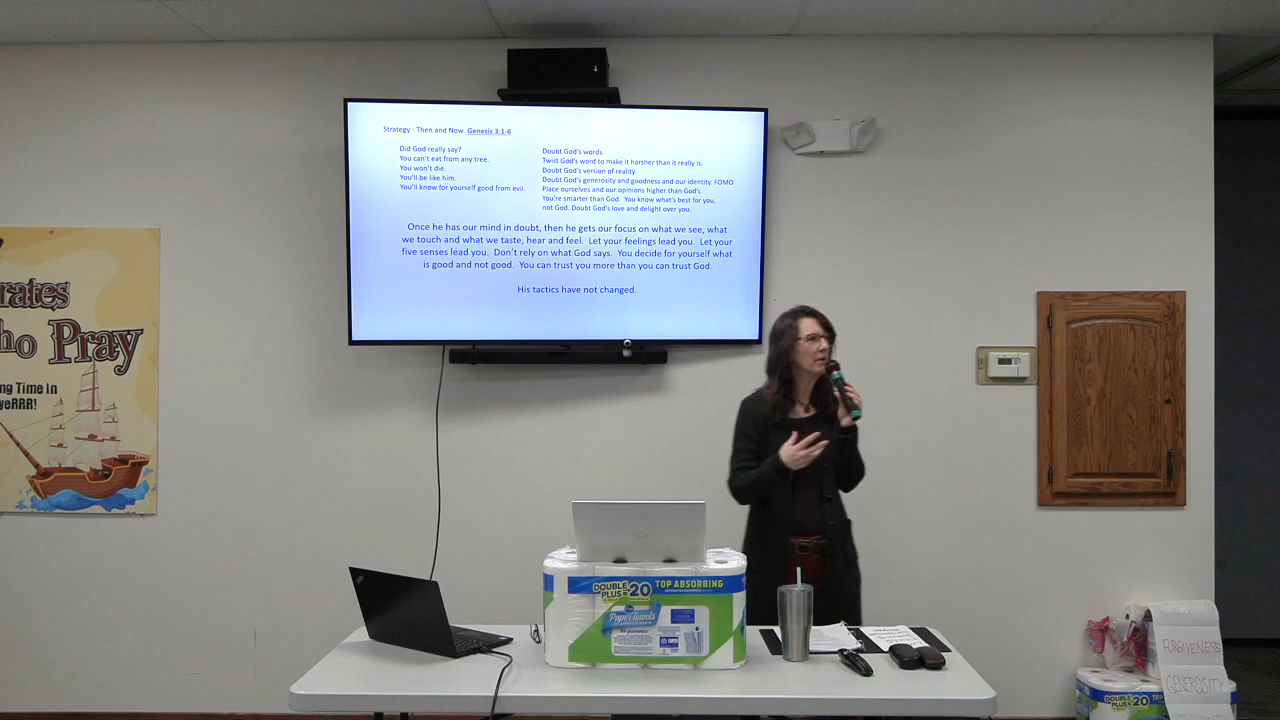 Strategy - Then and Now Genesis 3:1-6
Did God really say?
You can't eat from any tree.
You won't die.
You'll be like him.
You'll know for yourself good from evil.
Doubt God's words.
Twist God's word to make it harsher than it really is.
Doubt God's version of reality.
Doubt God's generosity and goodness and our identity. FOMO
Place ourselves and our opinions higher than God's.
You're smarter than God. You know what's best for you,
not God. Doubt God's love and delight over you.
Once he has our mind in doubt, then he gets our focus on what we see, what
we touch and what we taste, hear and feel. Let your feelings lead you. Let your
five senses lead you. Don't rely on what God says. You decide for yourself what
is good and not good. You can trust you more than you can trust God.
His tactics have not changed.
rates
ho Pray
ng Time In
yeRRR!
DOUBLE
PLUS
20
TOP ABSORBING
Paper Towels
FORGIVENESS
GENEROSITY
DOUBLE
PLUS
20